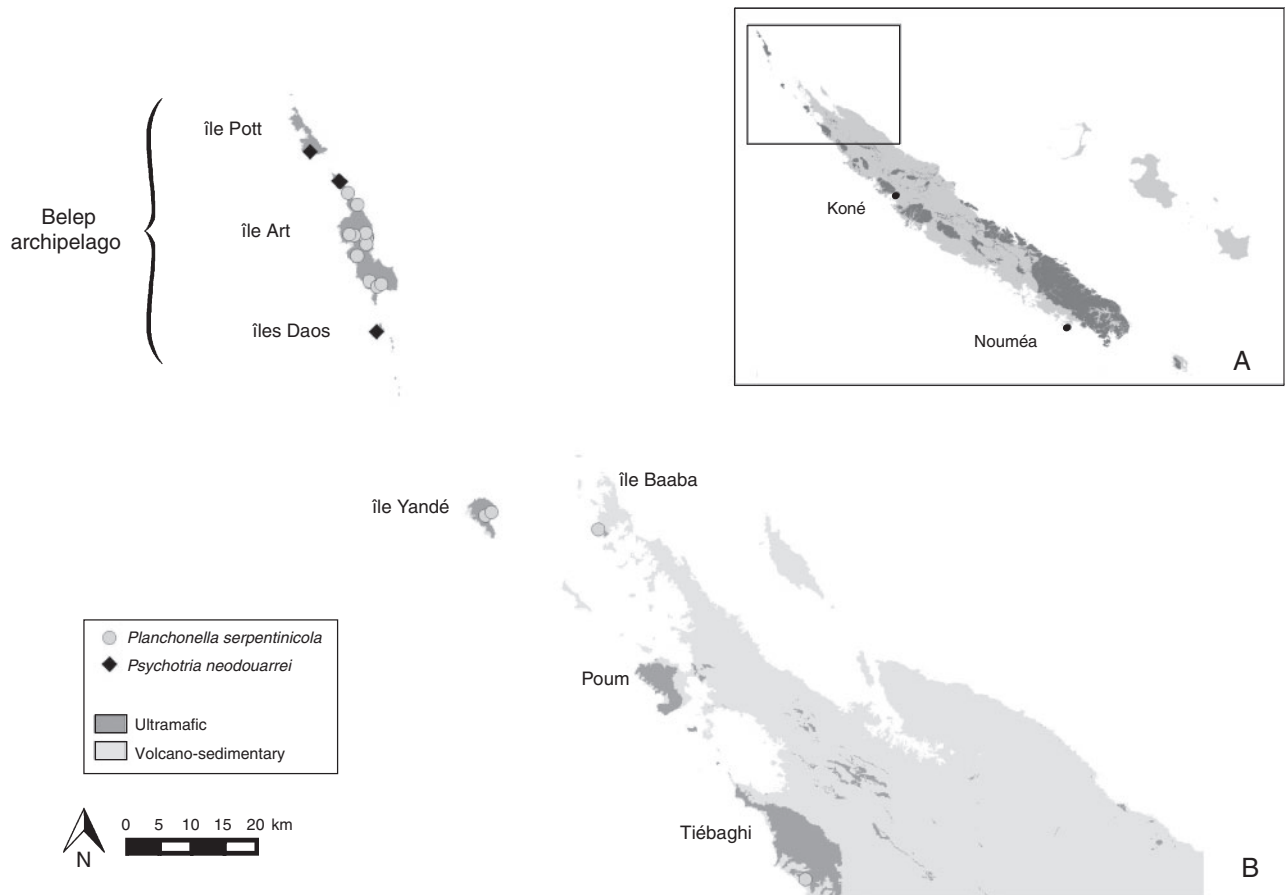 île Pott
Belep
archipelago
île Art
îles Daos
Koné
Nouméa
A
île Yandé
île Baaba
Planchonella serpentinicola
Psychotria neodouarrei
Ultramafic
Volcano-sedimentary
Poum
Tiébaghi
0 5 10 15 20 km
N
B